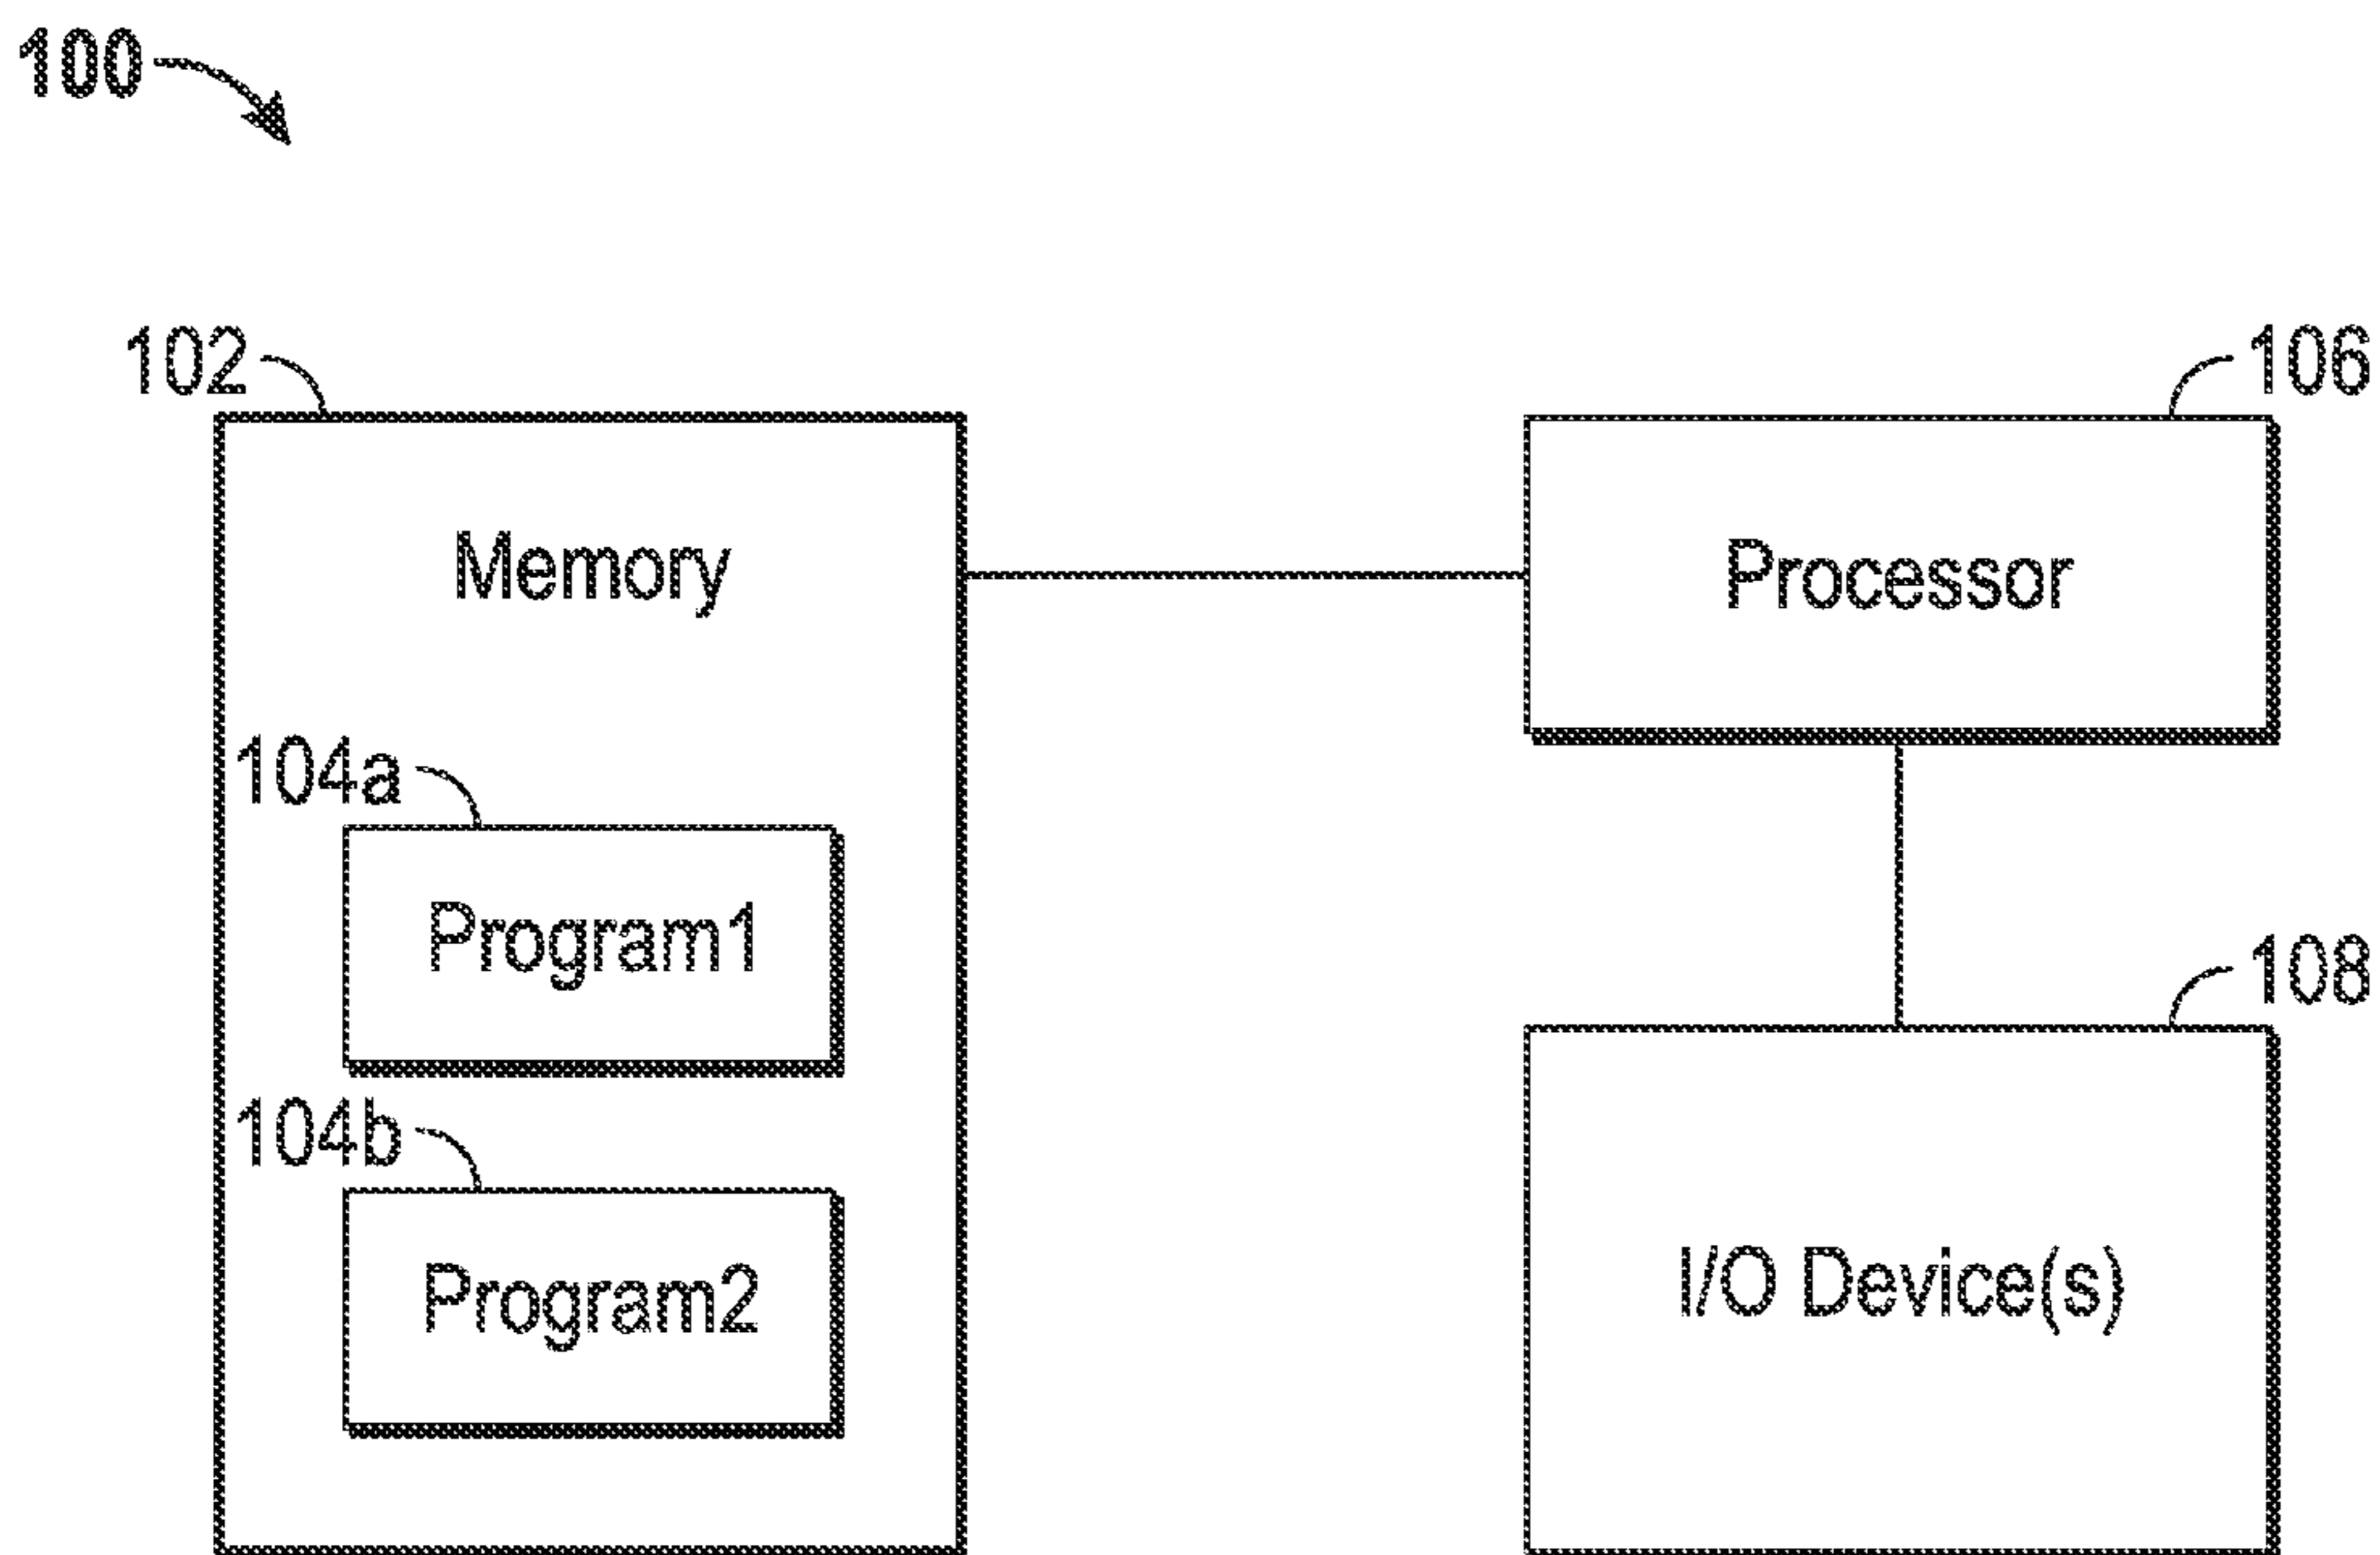 100
102
106
Memory
Processor
104a
Program1
108
104b
Program2
I/O Device(s)